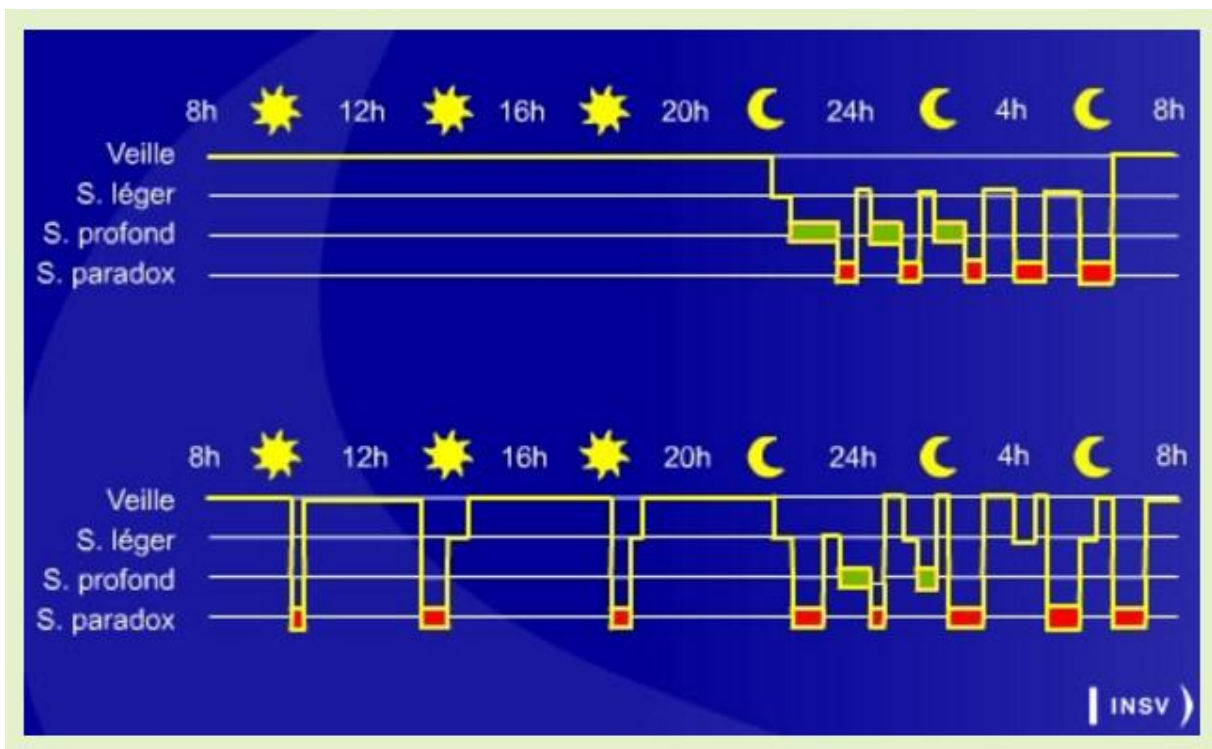 8h 12h 16h 20h 24h 4h 8h
Veille
S. léger
S. profond
S. paradox
8h 12h 16h 20h 24h 4h 8h
Veille
S. léger
S. profond
S. paradox
INSV